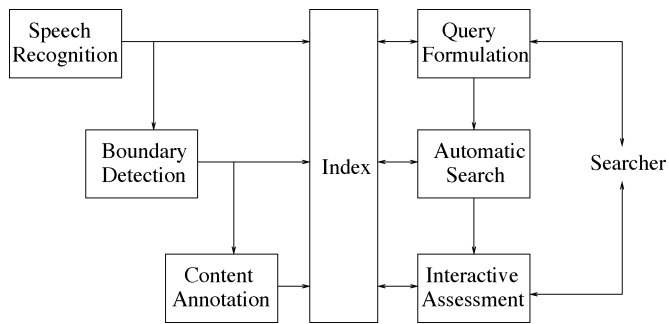 Speech
Recognition
Query
Formulation
Boundary
Detection
Index
Automatic
Search
Searcher
Content
Annotation
Interactive
Assessment